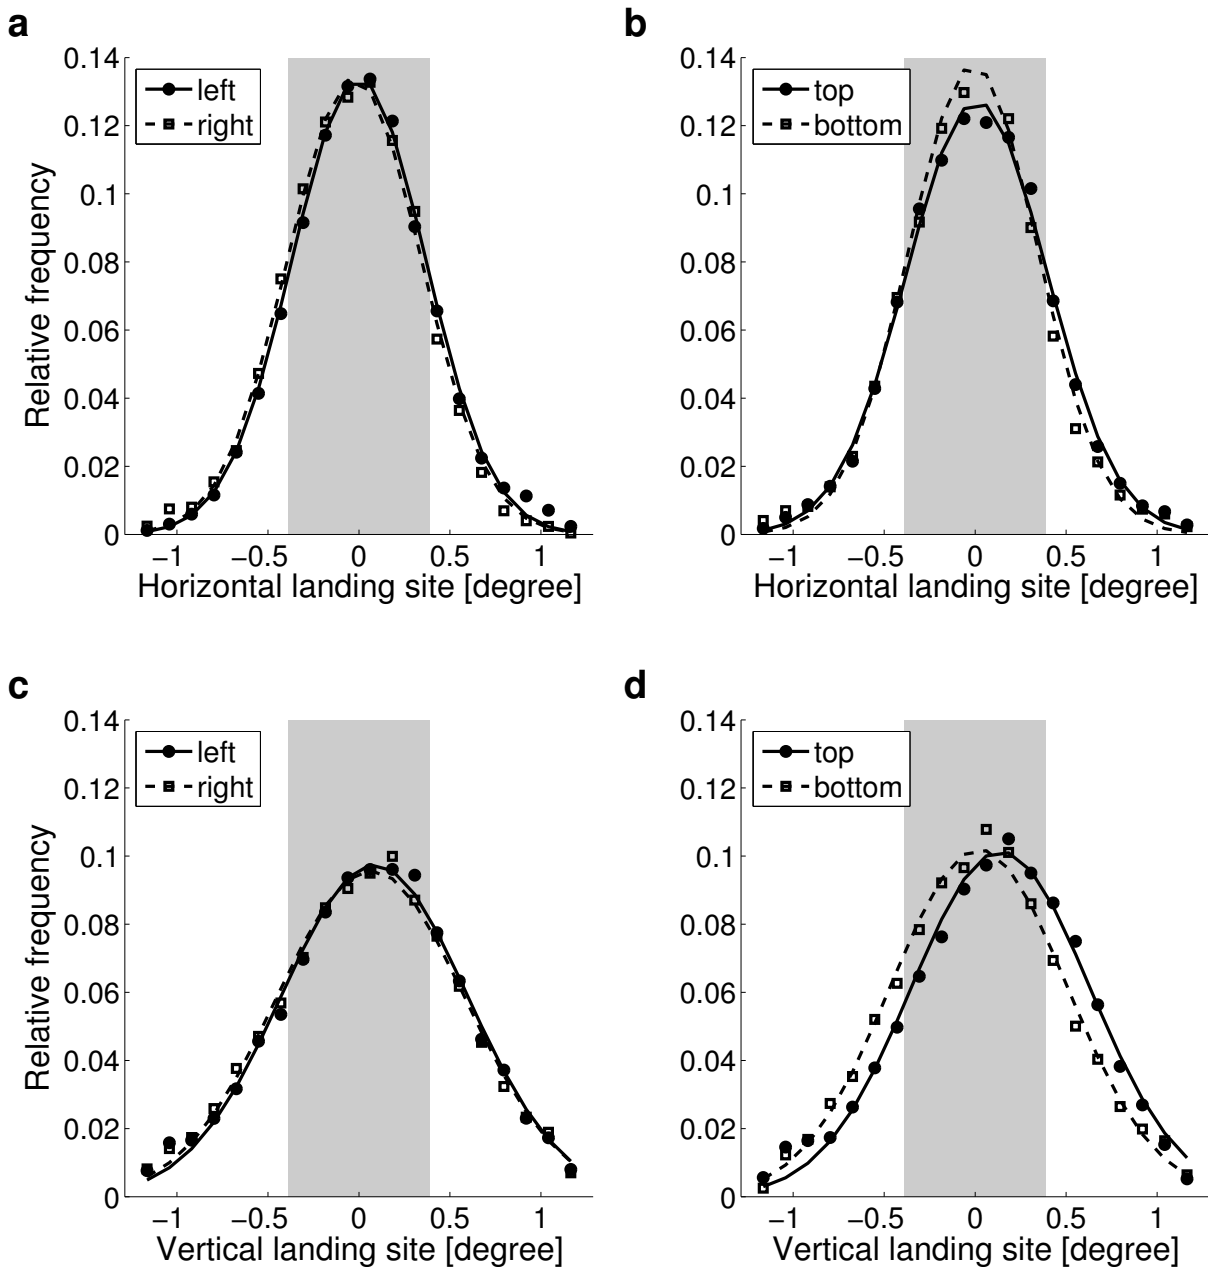 a
0.14
0.12
0.1
0.08
0.06
0.04
0.02
0
left
right
Relative frequency
−1
−0.5
0
0.5
1
Horizontal landing site [degree]
b
0.14
0.12
0.1
0.08
0.06
0.04
0.02
0
top
bottom
−1
−0.5
0
0.5
1
Horizontal landing site [degree]
c
0.14
0.12
0.1
0.08
0.06
0.04
0.02
0
left
right
Relative frequency
−1
−0.5
0
0.5
1
Vertical landing site [degree]
d
0.14
0.12
0.1
0.08
0.06
0.04
0.02
0
top
bottom
−1
−0.5
0
0.5
1
Vertical landing site [degree]